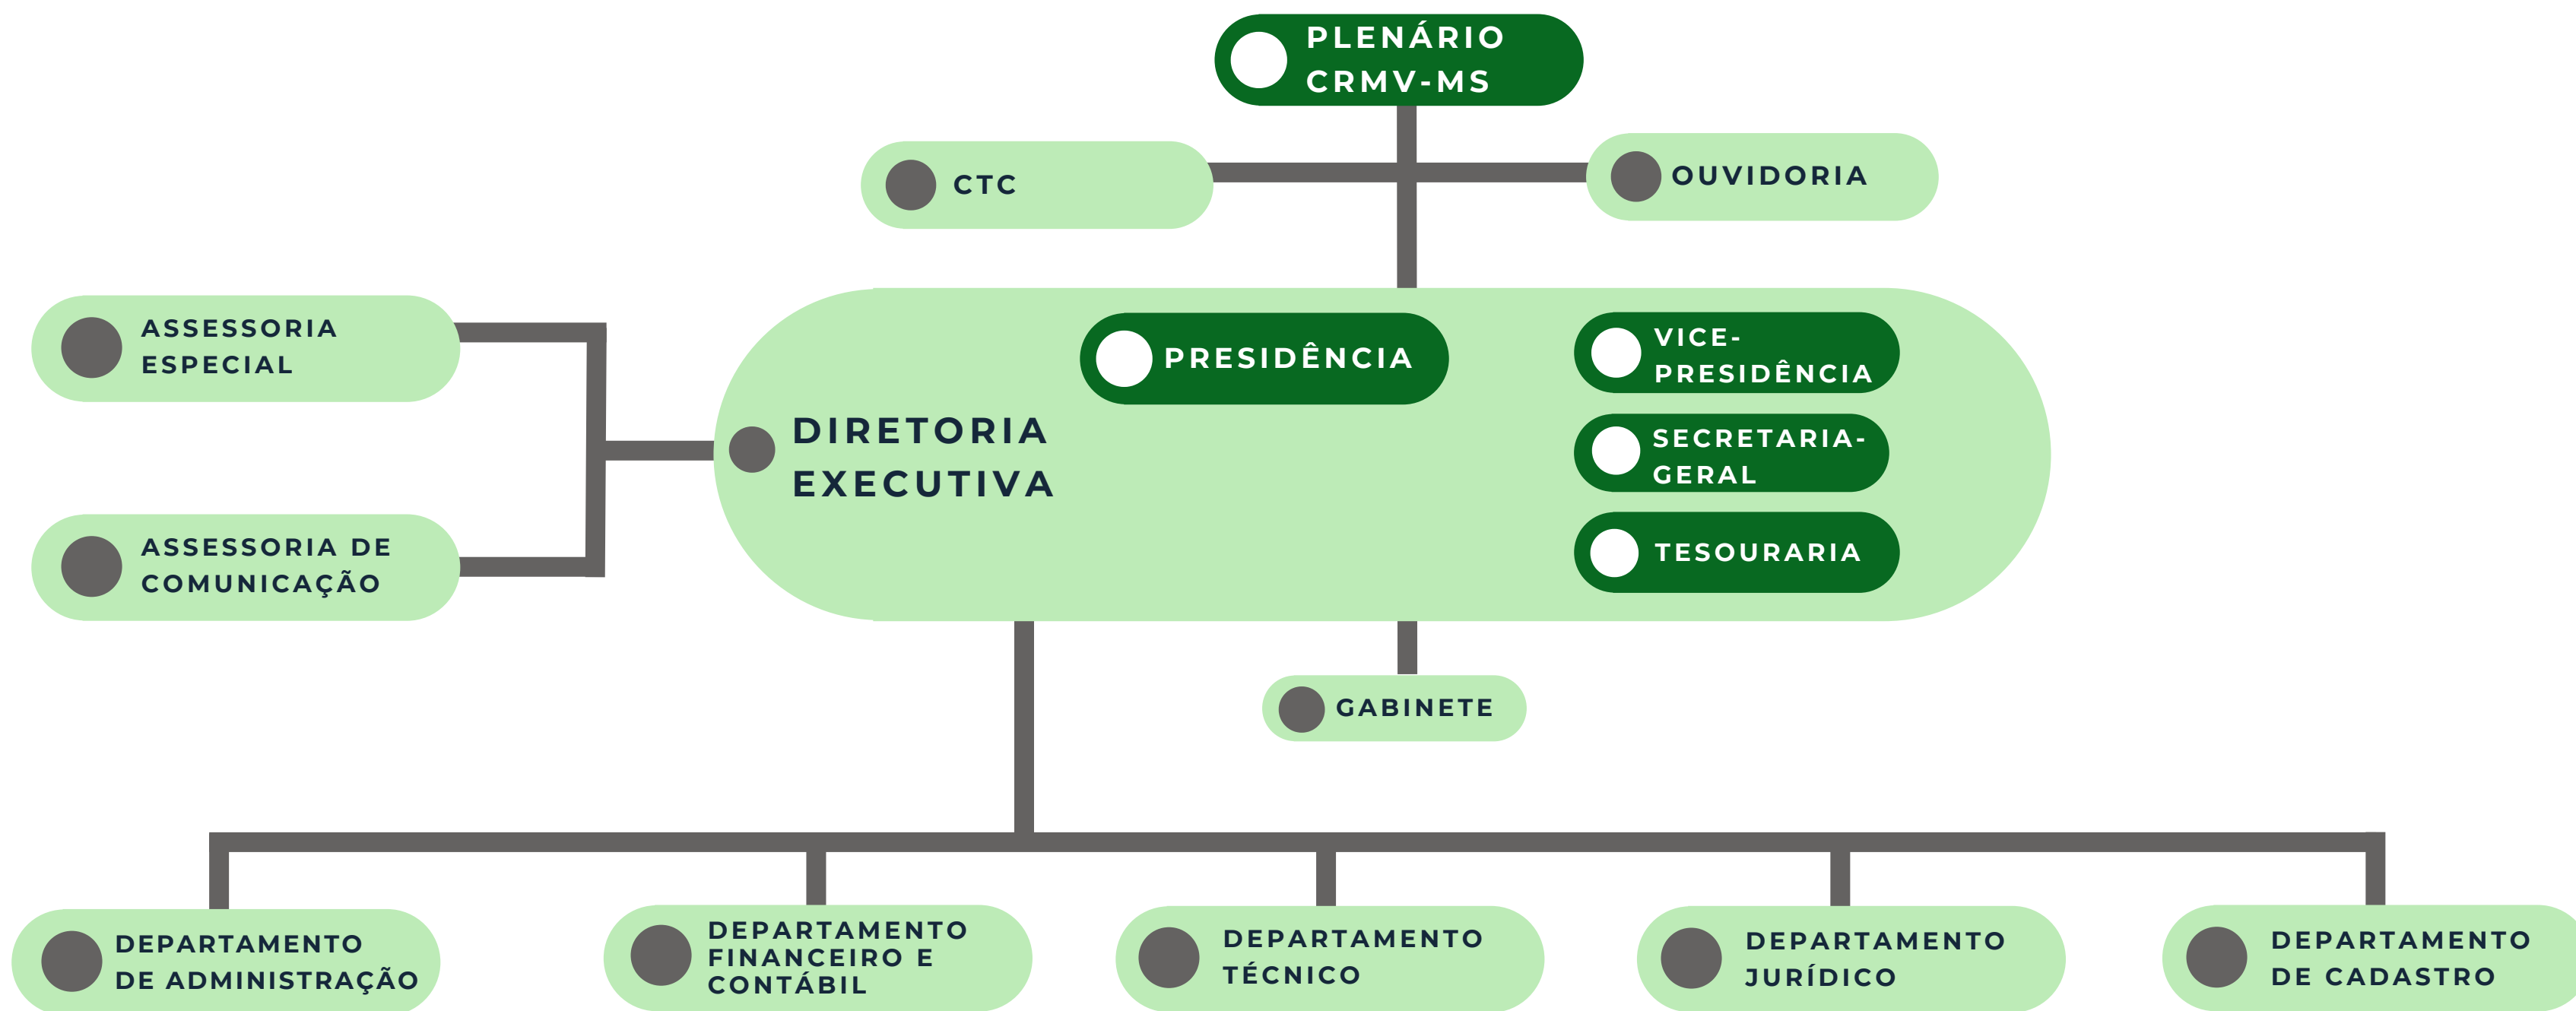 PLENÁRIO
CRMV-MS
CTC
OUVIDORIA
ASSESSORIA
ESPECIAL
ASSESSORIA DE
COMUNICAÇÃO
DIRETORIA
EXECUTIVA
PRESIDÊNCIA
VICE-
PRESIDÊNCIA
SECRETARIA-
GERAL
TESOURARIA
GABINETE
DEPARTAMENTO
DE ADMINISTRAÇÃO
DEPARTAMENTO
FINANCEIRO E
CONTÁBIL
DEPARTAMENTO
TÉCNICO
DEPARTAMENTO
JURÍDICO
DEPARTAMENTO
DE CADASTRO